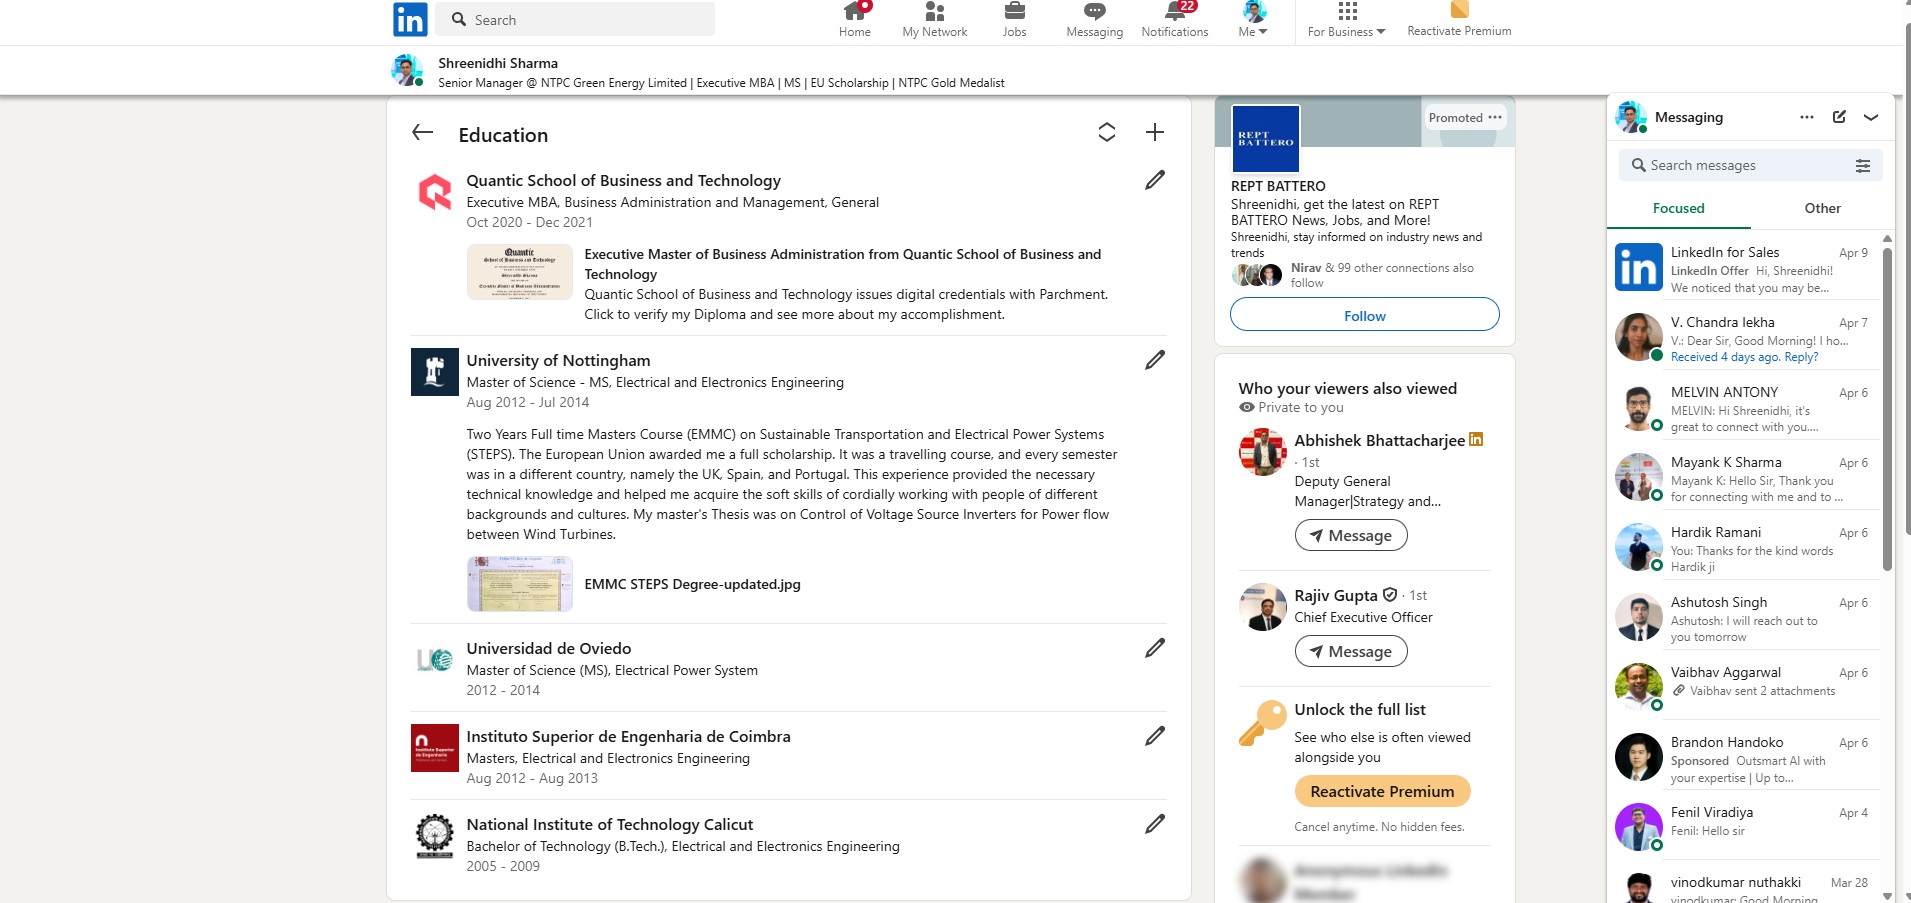 in
Search
Home
My Network
Jobs
Messaging
22
Notifications
Me
For Business
Reactivate Premium
Shreenidhi Sharma
Senior Manager @ NTPC Green Energy Limited | Executive MBA | MS | EU Scholarship | NTPC Gold Medalist
Education
Quantic School of Business and Technology
Executive MBA, Business Administration and Management, General
Oct 2020 - Dec 2021
Quantic
School of Business and Technology
Executive Master of Business Administration from Quantic School of Business and
Technology
Quantic School of Business and Technology issues digital credentials with Parchment.
Click to verify my Diploma and see more about my accomplishment.
University of Nottingham
Master of Science - MS, Electrical and Electronics Engineering
Aug 2012 - Jul 2014
Two Years Full time Masters Course (EMMC) on Sustainable Transportation and Electrical Power Systems
(STEPS). The European Union awarded me a full scholarship. It was a travelling course, and every semester
was in a different country, namely the UK, Spain, and Portugal. This experience provided the necessary
technical knowledge and helped me acquire the soft skills of cordially working with people of different
backgrounds and cultures. My master's Thesis was on Control of Voltage Source Inverters for Power flow
between Wind Turbines.
EMMC STEPS Degree-updated.jpg
Universidad de Oviedo
Master of Science (MS), Electrical Power System
2012 - 2014
Instituto Superior de Engenharia de Coimbra
Masters, Electrical and Electronics Engineering
Aug 2012 - Aug 2013
National Institute of Technology Calicut
Bachelor of Technology (B.Tech.), Electrical and Electronics Engineering
2005 - 2009
Promoted
REPT
BATTERO
REPT BATTERO
Shreenidhi, get the latest on REPT
BATTERO News, Jobs, and More!
Shreenidhi, stay informed on industry news and
trends
Nirav & 99 other connections also
follow
Follow
Who your viewers also viewed
Private to you
Abhishek Bhattacharjee in
· 1st
Deputy General
Manager|Strategy and...
Message
Rajiv Gupta · 1st
Chief Executive Officer
Message
Unlock the full list
See who else is often viewed
alongside you
Reactivate Premium
Cancel anytime. No hidden fees.
Messaging
Search messages
Focused
Other
in
LinkedIn for Sales
Apr 9
LinkedIn Offer Hi, Shreenidhi!
We noticed that you may be...
V. Chandra lekha
Apr 7
V.: Dear Sir, Good Morning! I ho...
Received 4 days ago. Reply?
MELVIN ANTONY
Apr 6
MELVIN: Hi Shreenidhi, it's
great to connect with you....
Mayank K Sharma
Apr 6
Mayank K: Hello Sir, Thank you
for connecting with me and to ...
Hardik Ramani
Apr 6
You: Thanks for the kind words
Hardik ji
Ashutosh Singh
Apr 6
Ashutosh: I will reach out to
you tomorrow
Vaibhav Aggarwal
Apr 6
Vaibhav sent 2 attachments
Brandon Handoko
Apr 6
Sponsored Outsmart AI with
your expertise | Up to...
Fenil Viradiya
Apr 4
Fenil: Hello sir
vinodkumar nuthakki
Mar 28
vinodkumar: Good Morning